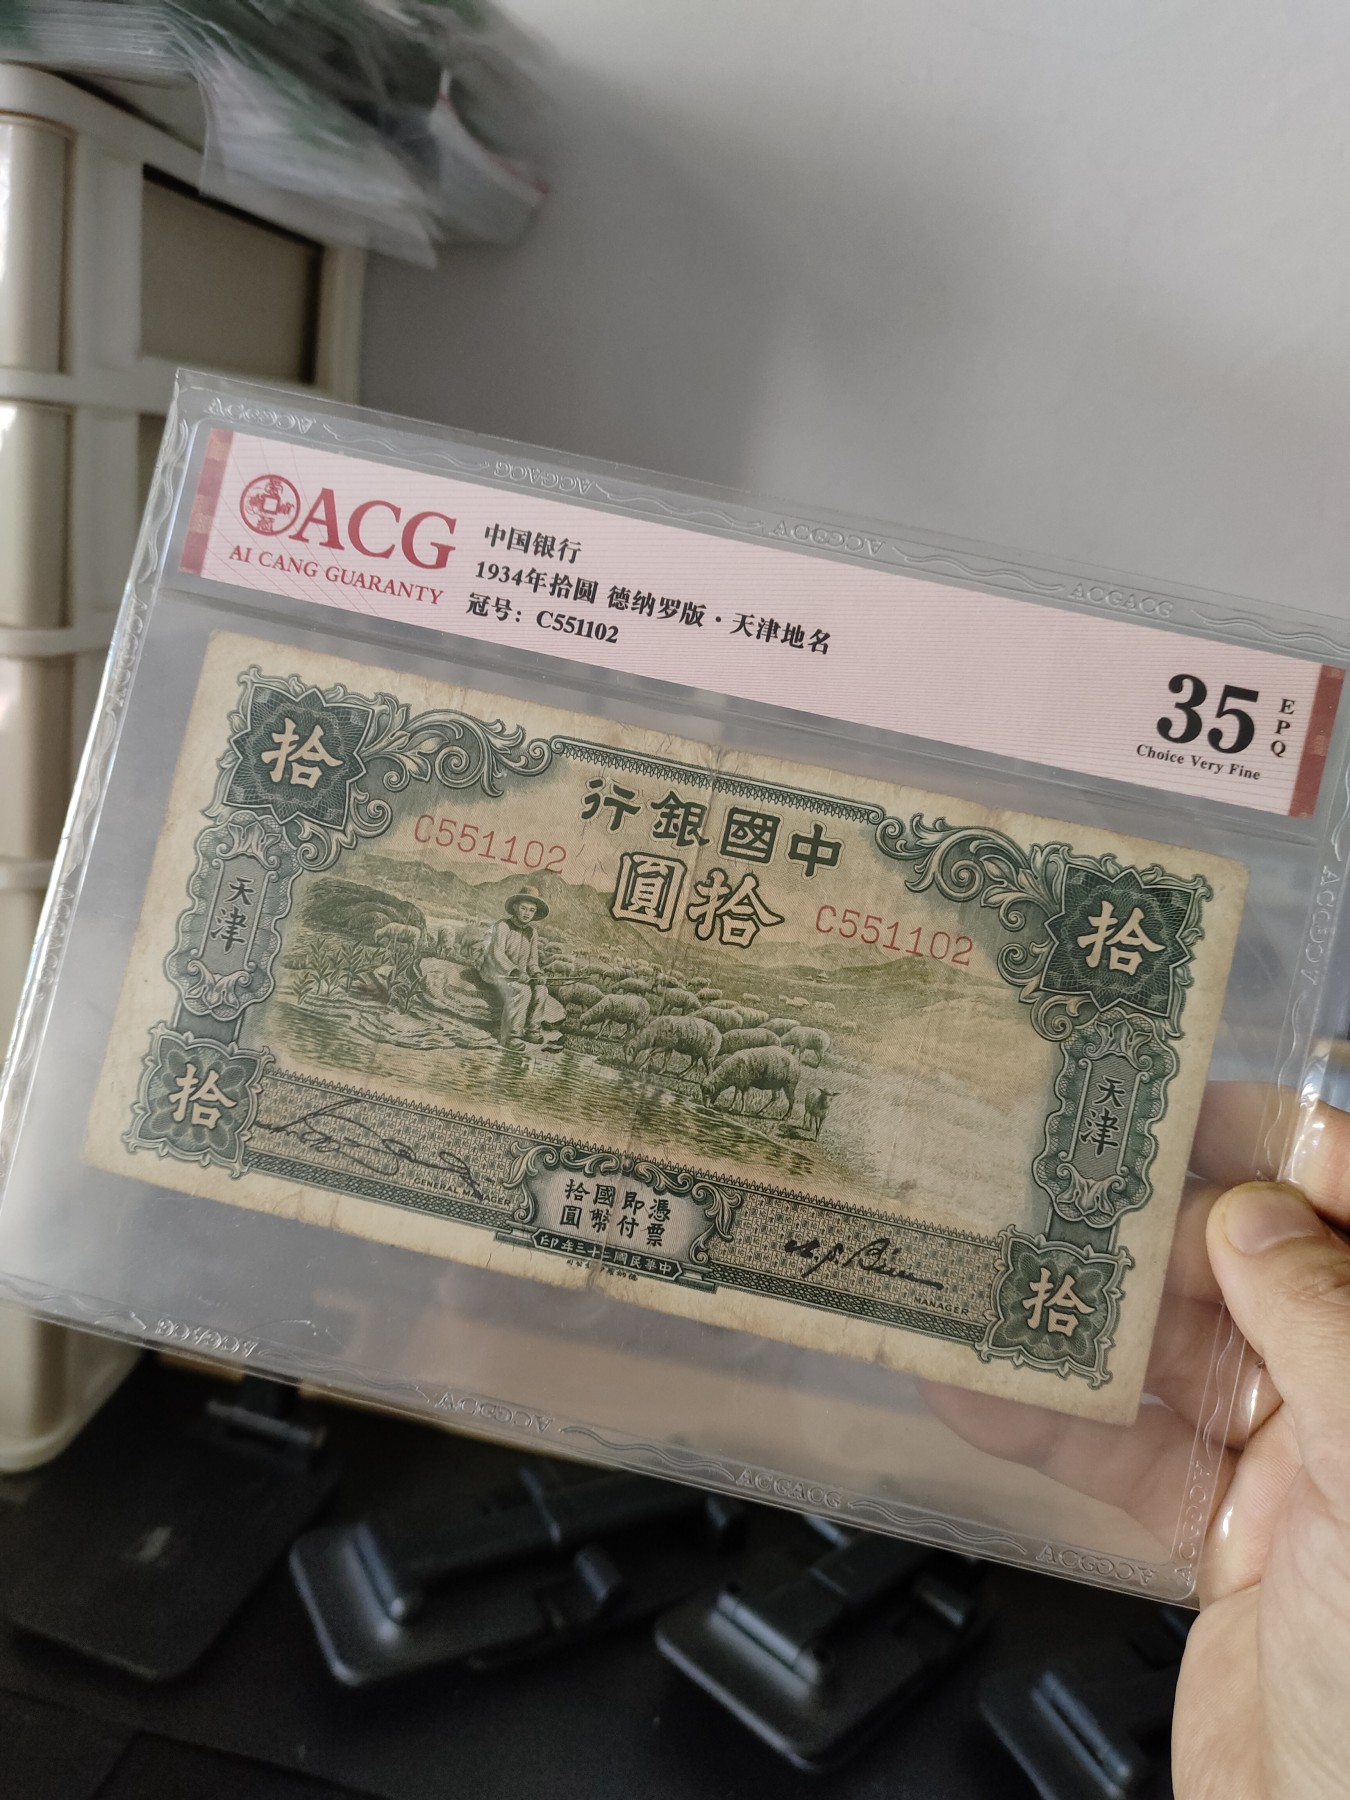 ACG
AI CANG GUARANTY
中国银行
1934年拾圆 德纳罗版·天津地名
冠号：C551102
35
EPQ
Choice Very Fine
拾
行銀國中
圓拾
C551102
C551102
拾
天津
天津
拾
GENERAL MANAGER
憑票
即付
國幣
拾圓
印年三十二國民華中
MANAGER
拾
ACGACG
ACGACG
ACGACG
ACGACG